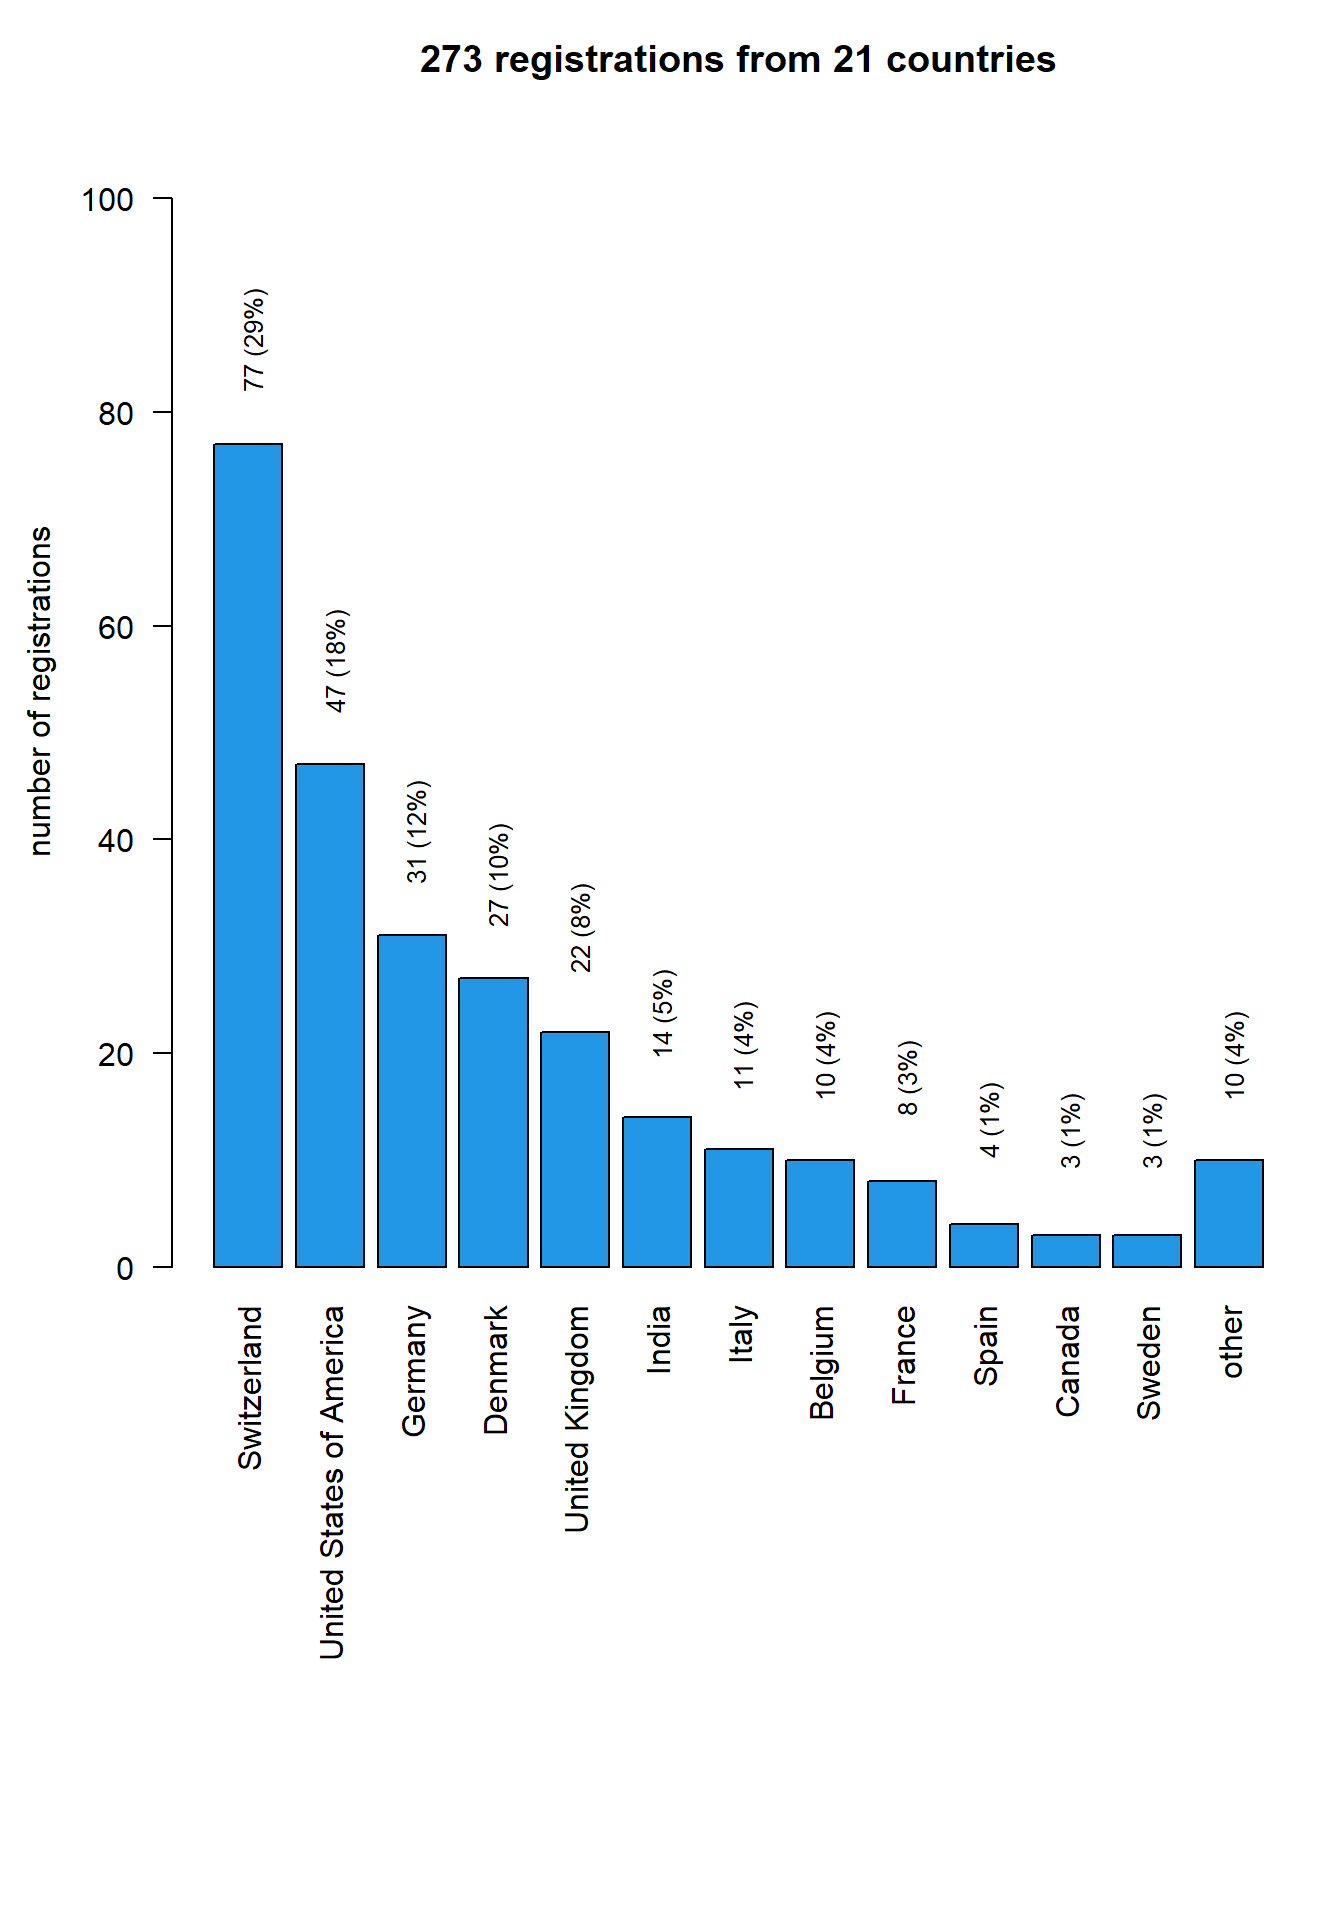 273 registrations from 21 countries
number of registrations
100
80
60
40
20
0
77 (29%)
47 (18%)
31 (12%)
27 (10%)
22 (8%)
14 (5%)
11 (4%)
10 (4%)
8 (3%)
4 (1%)
3 (1%)
3 (1%)
10 (4%)
Switzerland
United States of America
Germany
Denmark
United Kingdom
India
Italy
Belgium
France
Spain
Canada
Sweden
other